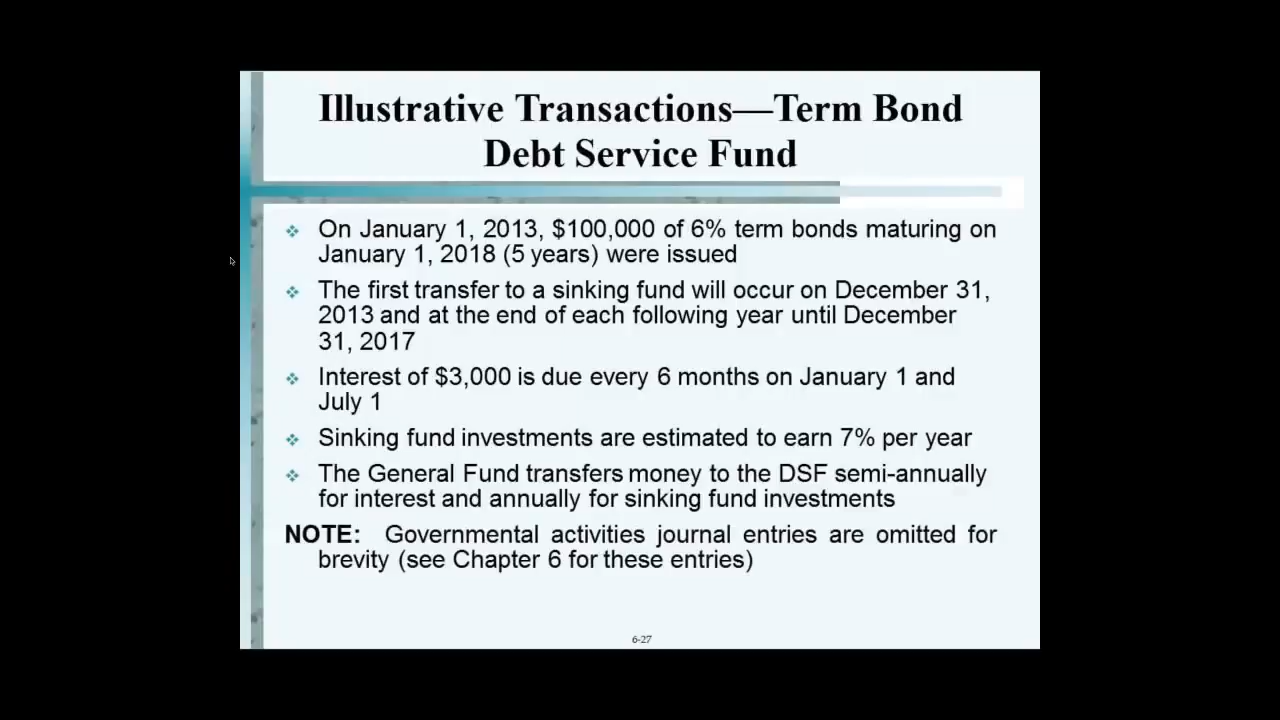 Illustrative Transactions—Term Bond
Debt Service Fund
On January 1, 2013, $100,000 of 6% term bonds maturing on
January 1, 2018 (5 years) were issued
The first transfer to a sinking fund will occur on December 31,
2013 and at the end of each following year until December
31, 2017
Interest of $3,000 is due every 6 months on January 1 and
July 1
Sinking fund investments are estimated to earn 7% per year
The General Fund transfers money to the DSF semi-annually
for interest and annually for sinking fund investments
NOTE: Governmental activities journal entries are omitted for
brevity (see Chapter 6 for these entries)
6-27